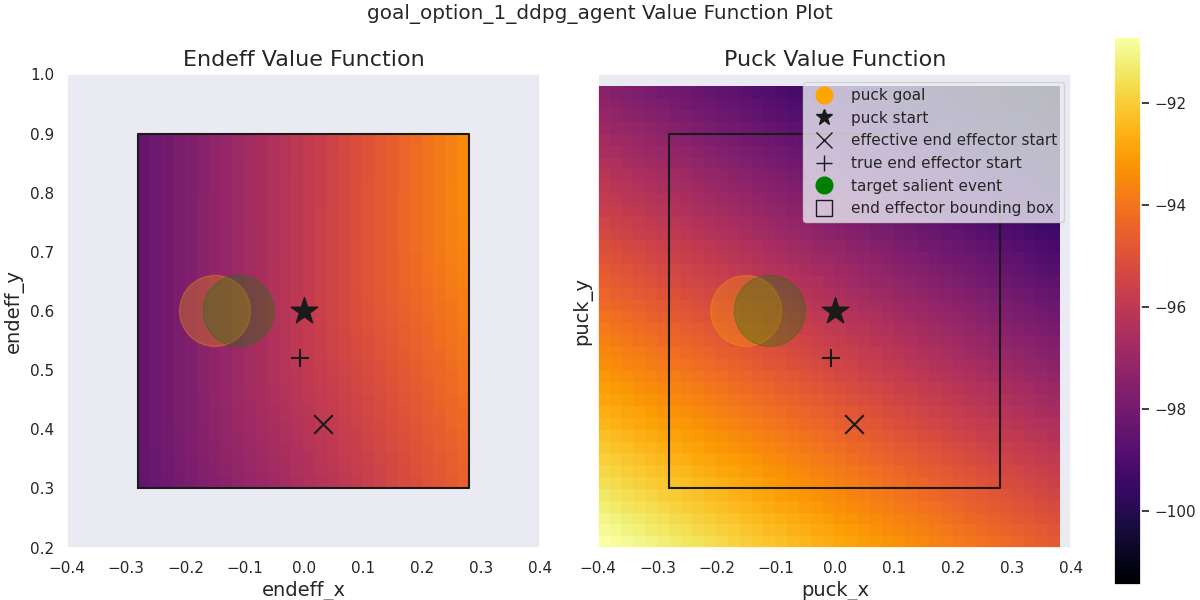 goal_option_1_ddpg_agent Value Function Plot
Endeff Value Function
1.0
0.9
0.8
0.7
0.6
0.5
0.4
0.3
0.2
endeff_y
−0.4 −0.3 −0.2 −0.1 0.0 0.1 0.2 0.3 0.4
endeff_x
Puck Value Function
puck goal
puck start
effective end effector start
true end effector start
target salient event
end effector bounding box
puck_y
−0.4 −0.3 −0.2 −0.1 0.0 0.1 0.2 0.3 0.4
puck_x
−92
−94
−96
−98
−100